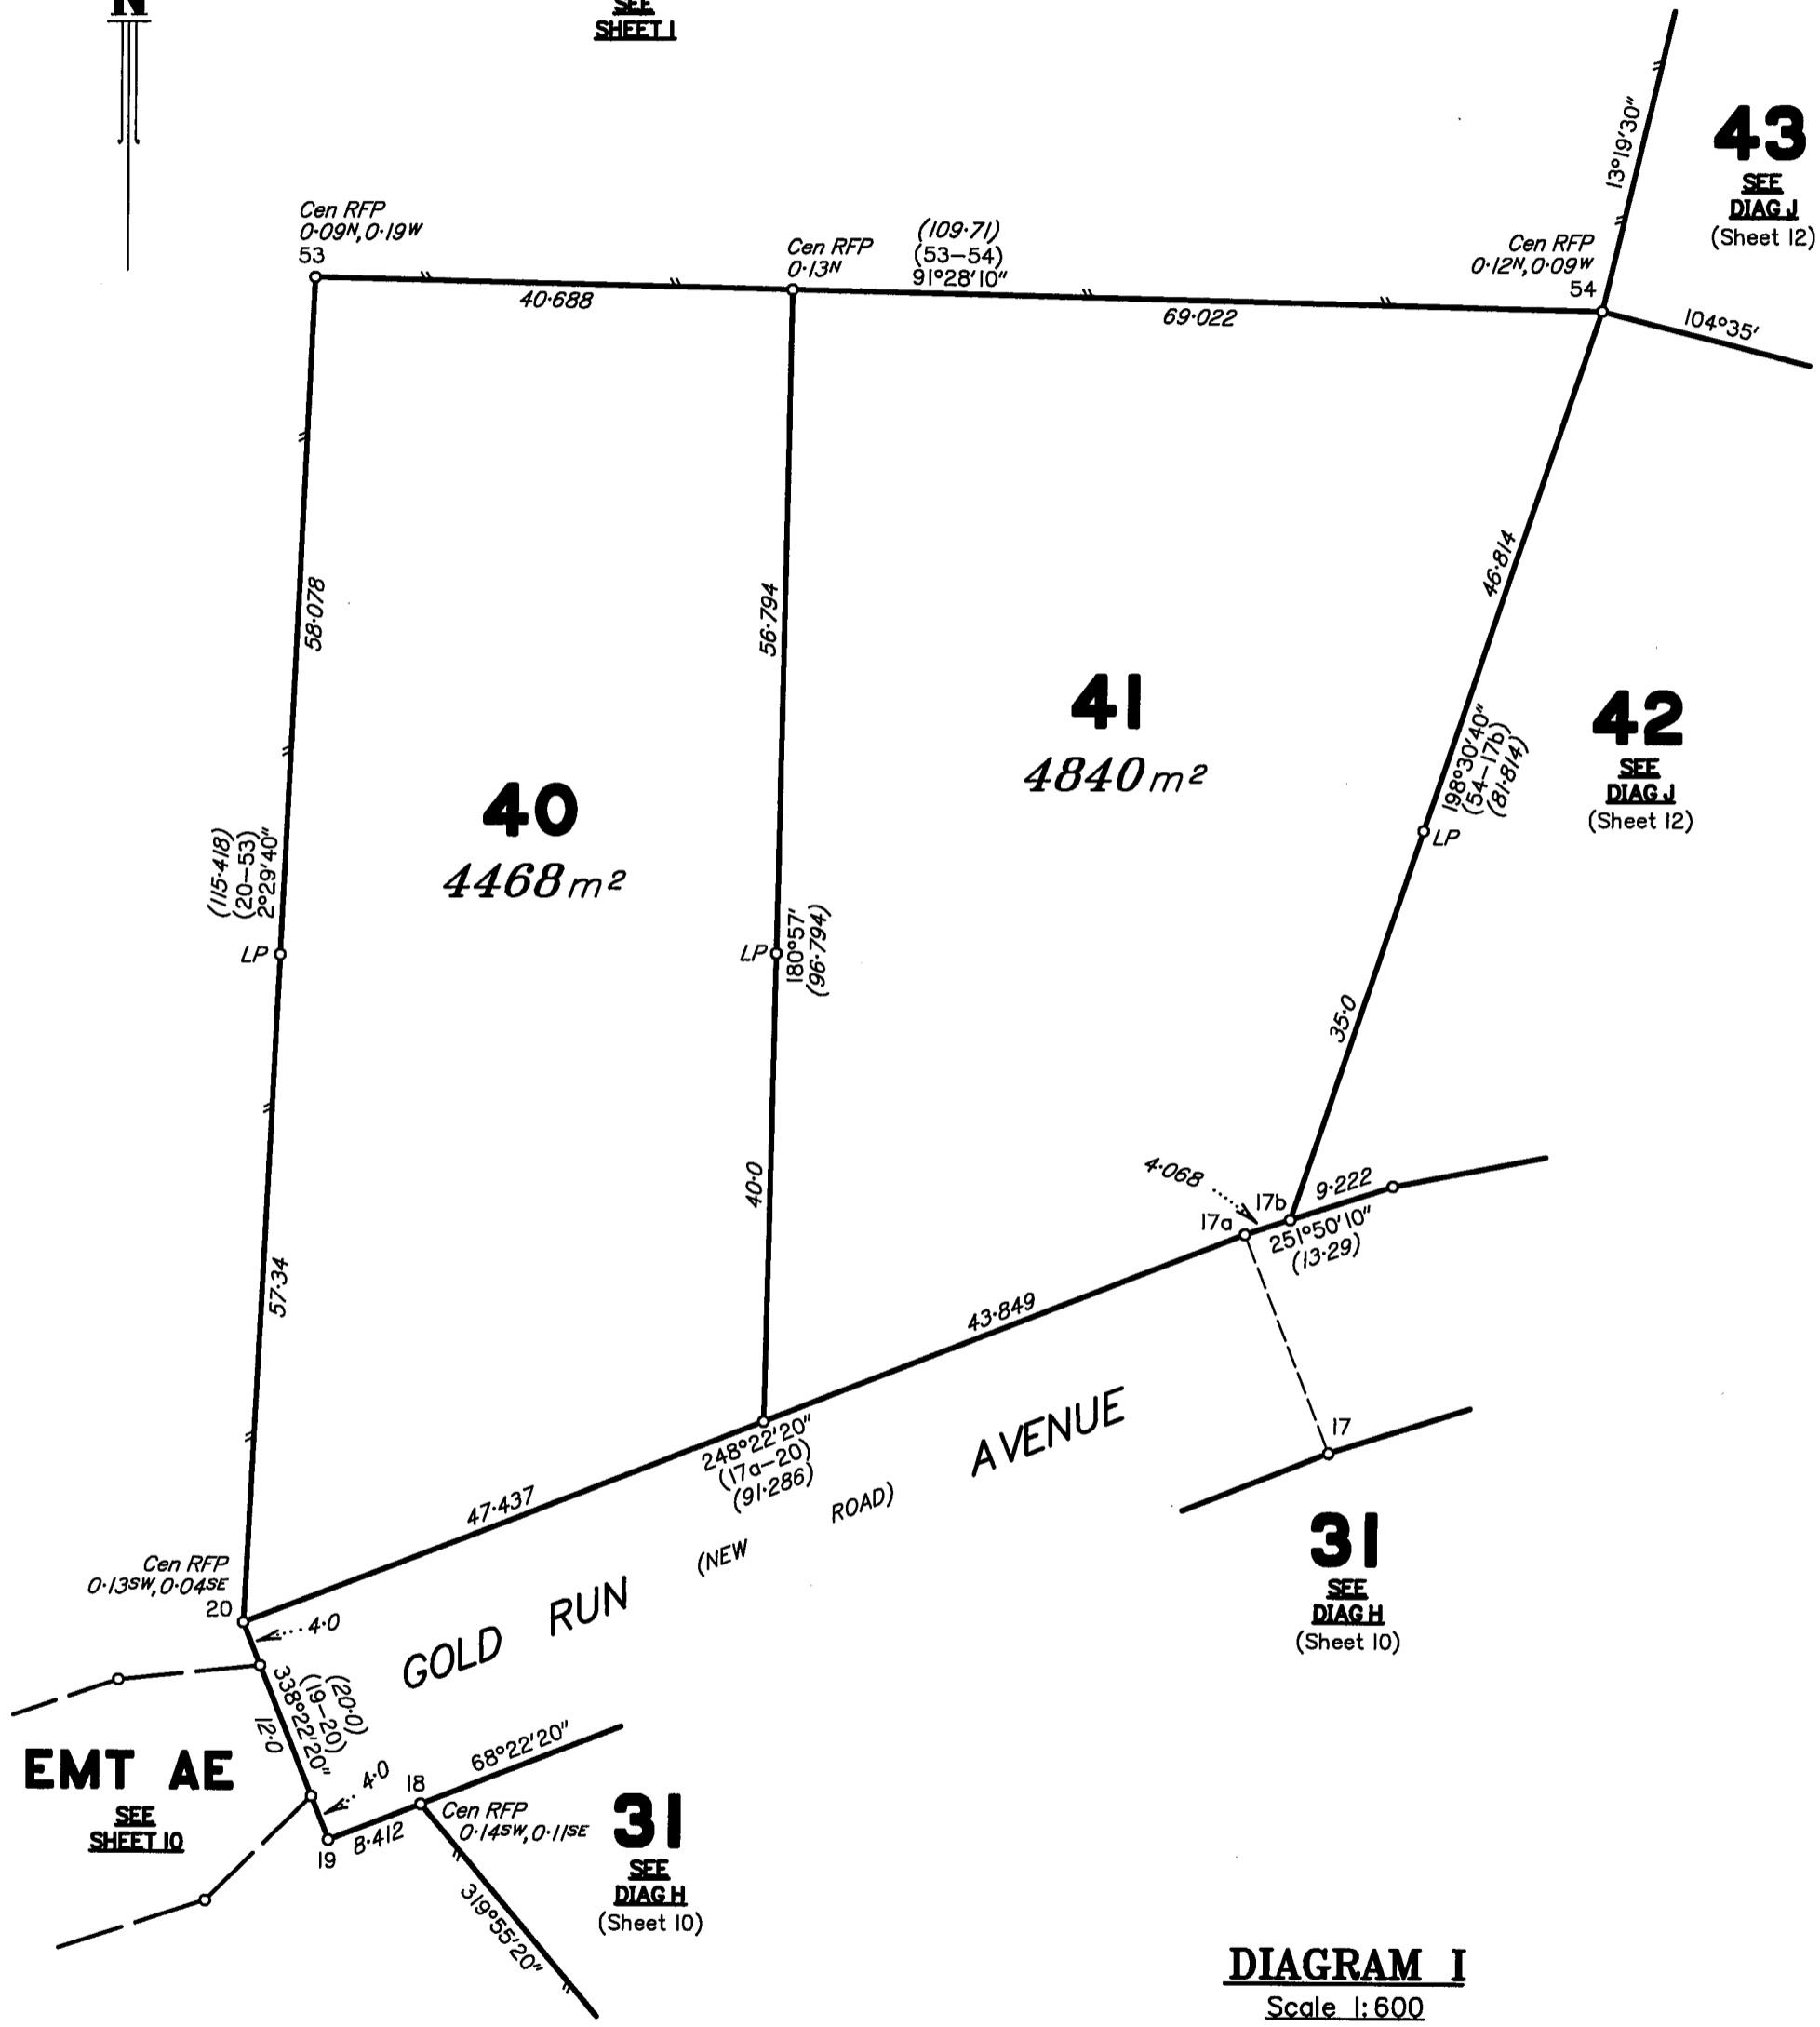 N
SEE
SHEET 1
13°19'30"
43
SEE
DIAG J
(Sheet 12)
Cen RFP
0·09N, 0·19W
53
Cen RFP
0·13N
(109·71)
(53–54)
91°28'10"
Cen RFP
0·12N, 0·09W
54
40·688
69·022
104°35'
58·078
56·794
46·814
41
4840 m²
42
SEE
DIAG J
(Sheet 12)
198°30'40"
(54–17b)
(81·814)
LP
40
4468 m²
(115·418)
(20–53)
2°29'40"
LP
LP
180°57'
(96·794)
35·0
40·0
4·068
17b
9·222
17a
251°50'10"
(13·29)
57·34
43·849
248°22'20"
(17a–20)
(91·286)
47·437
AVENUE
(NEW ROAD)
17
31
SEE
DIAG H
(Sheet 10)
Cen RFP
0·13SW, 0·04SE
20
4·0
GOLD RUN
338°22'20"
(19–20)
(20·0)
12·0
EMT AE
SEE
SHEET 10
4·0
18
68°22'20"
Cen RFP
0·14SW, 0·11SE
19
8·412
31
SEE
DIAG H
(Sheet 10)
319°55'20"
DIAGRAM I
Scale 1:600